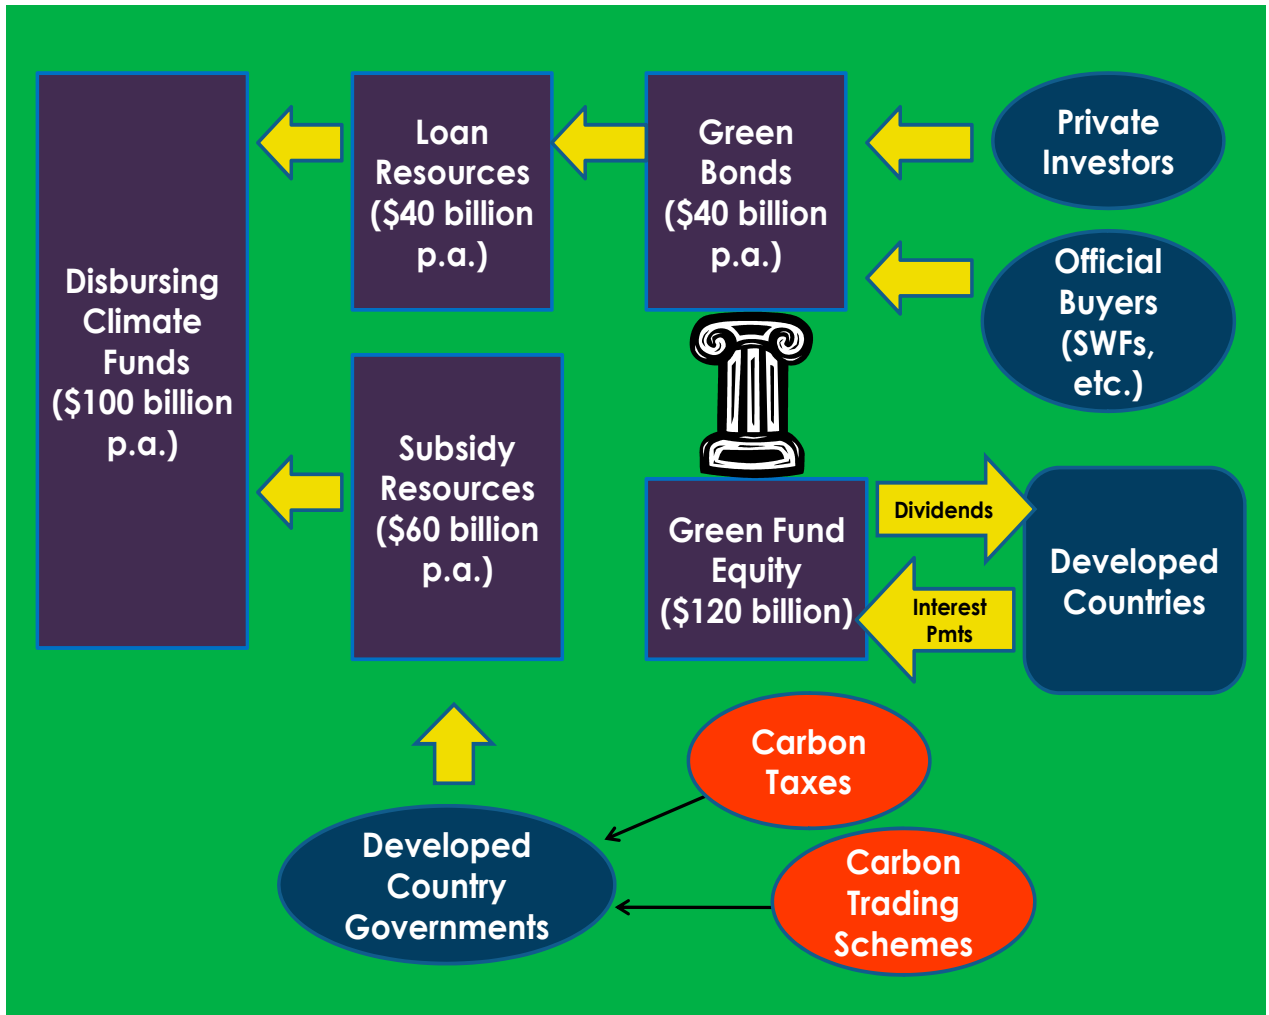 Disbursing
Climate
Funds
($100 billion
p.a.)
Loan
Resources
($40 billion
p.a.)
Green
Bonds
($40 billion
p.a.)
Private
Investors
Official
Buyers
(SWFs,
etc.)
Subsidy
Resources
($60 billion
p.a.)
Green Fund
Equity
($120 billion)
Dividends
Interest
Pmts
Developed
Countries
Carbon
Taxes
Developed
Country
Governments
Carbon
Trading
Schemes